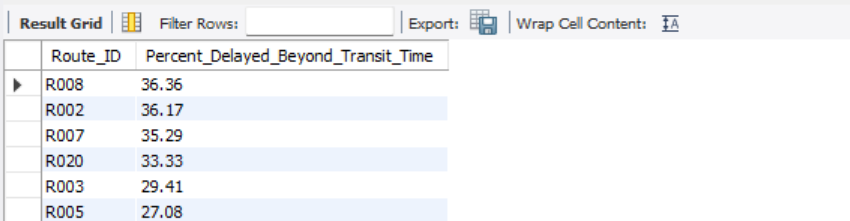 Result Grid Filter Rows: Export: Wrap Cell Content: IA
Route_ID Percent_Delayed_Beyond_Transit_Time
R008 36.36
R002 36.17
R007 35.29
R020 33.33
R003 29.41
R005 27.08